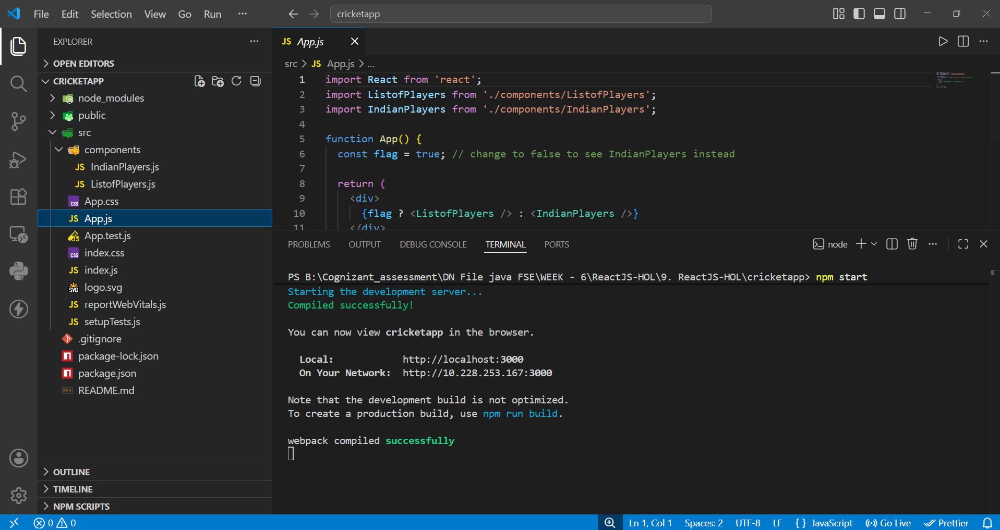 File Edit Selection View Go Run ···
cricketapp
EXPLORER
OPEN EDITORS
CRICKETAPP
node_modules
public
src
components
JS IndianPlayers.js
JS ListofPlayers.js
css App.css
JS App.js
App.test.js
css index.css
JS index.js
SVG logo.svg
JS reportWebVitals.js
JS setupTests.js
.gitignore
package-lock.json
package.json
README.md
OUTLINE
TIMELINE
NPM SCRIPTS
JS App.js
src > JS App.js > ...
1 import React from 'react';
2 import ListofPlayers from './components/ListofPlayers';
3 import IndianPlayers from './components/IndianPlayers';
4
5 function App() {
6 const flag = true; // change to false to see IndianPlayers instead
7
8 return (
9 <div>
10 {flag ? <ListofPlayers /> : <IndianPlayers />}
11 </div>
PROBLEMS OUTPUT DEBUG CONSOLE TERMINAL PORTS
node
PS B:\Cognizant_assessment\DN File java FSE\WEEK - 6\ReactJS-HOL\9. ReactJS-HOL\cricketapp> npm start
Starting the development server...
Compiled successfully!
You can now view cricketapp in the browser.
Local: http://localhost:3000
On Your Network: http://10.228.253.167:3000
Note that the development build is not optimized.
To create a production build, use npm run build.
webpack compiled successfully
0 0
Ln 1, Col 1 Spaces: 2 UTF-8 LF { } JavaScript Go Live Prettier